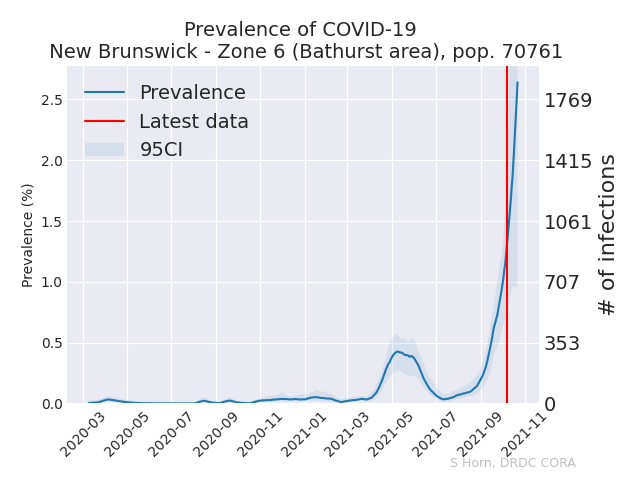 Prevalence of COVID-19
New Brunswick - Zone 6 (Bathurst area), pop. 70761
Prevalence
Latest data
95CI
Prevalence (%)
2.5
2.0
1.5
1.0
0.5
0.0
1769
1415
1061
707
353
0
# of infections
2020-03
2020-05
2020-07
2020-09
2020-11
2021-01
2021-03
2021-05
2021-07
2021-09
2021-11
S Horn, DRDC CORA